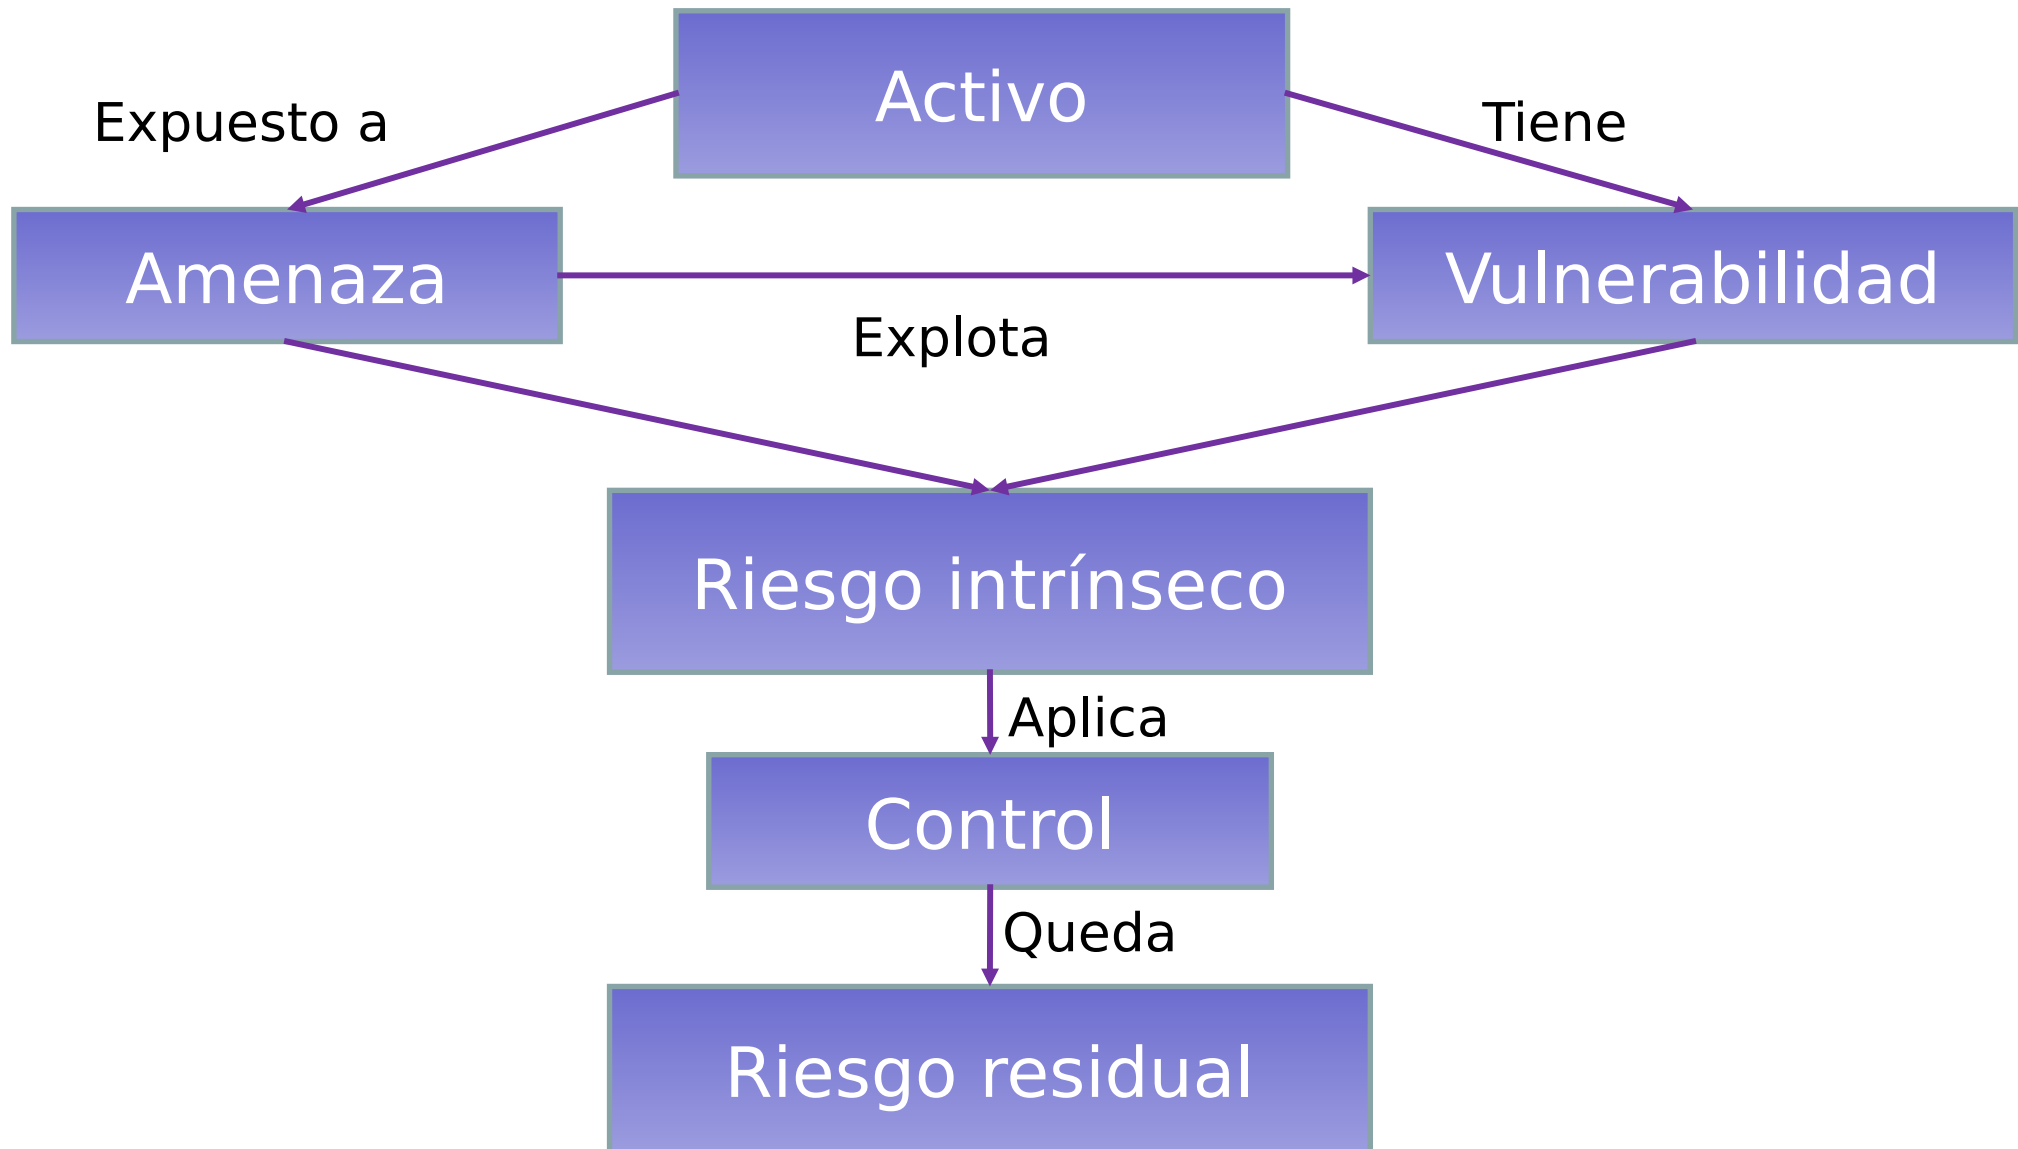 Activo
Expuesto a
Tiene
Amenaza
Vulnerabilidad
Explota
Riesgo intrínseco
Aplica
Control
Queda
Riesgo residual